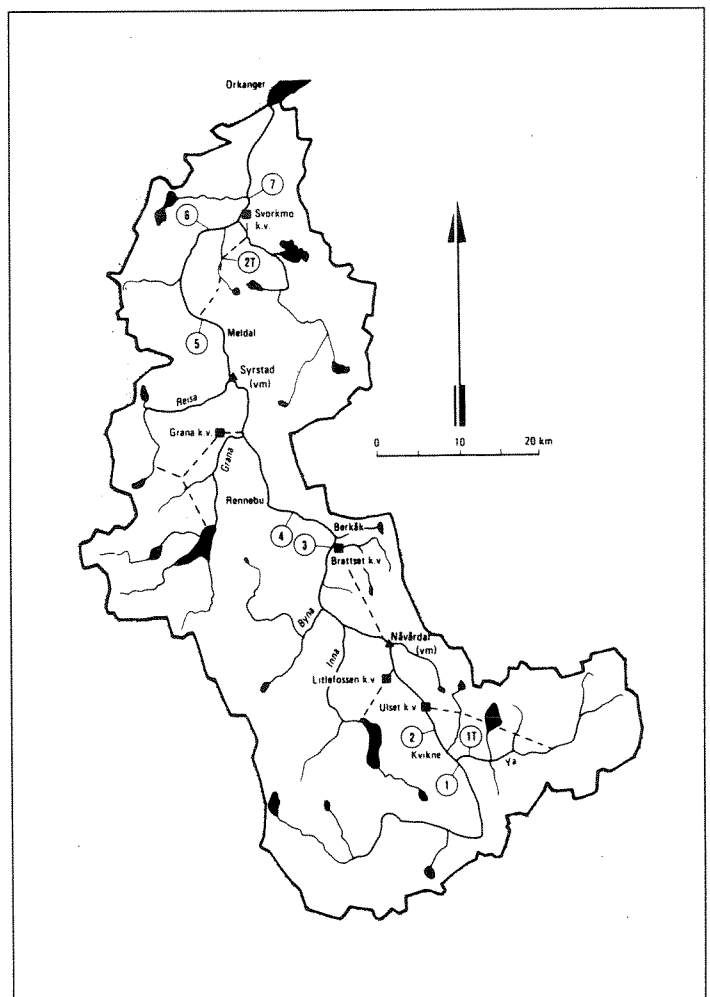 Orkanger
7
6
Svorkmo
k.v.
2T
5
Meldal
Syrstad
(vm)
Reisa
Grana k.v.
Grana
0 10 20 km
Rennebu
4
3
Berkåk
Brattset k.v
Byna
Inna
Nåvårdal
(vm)
Litlefossen k.v
Ulset k.v
2
1T
Kvikne
Ya
1